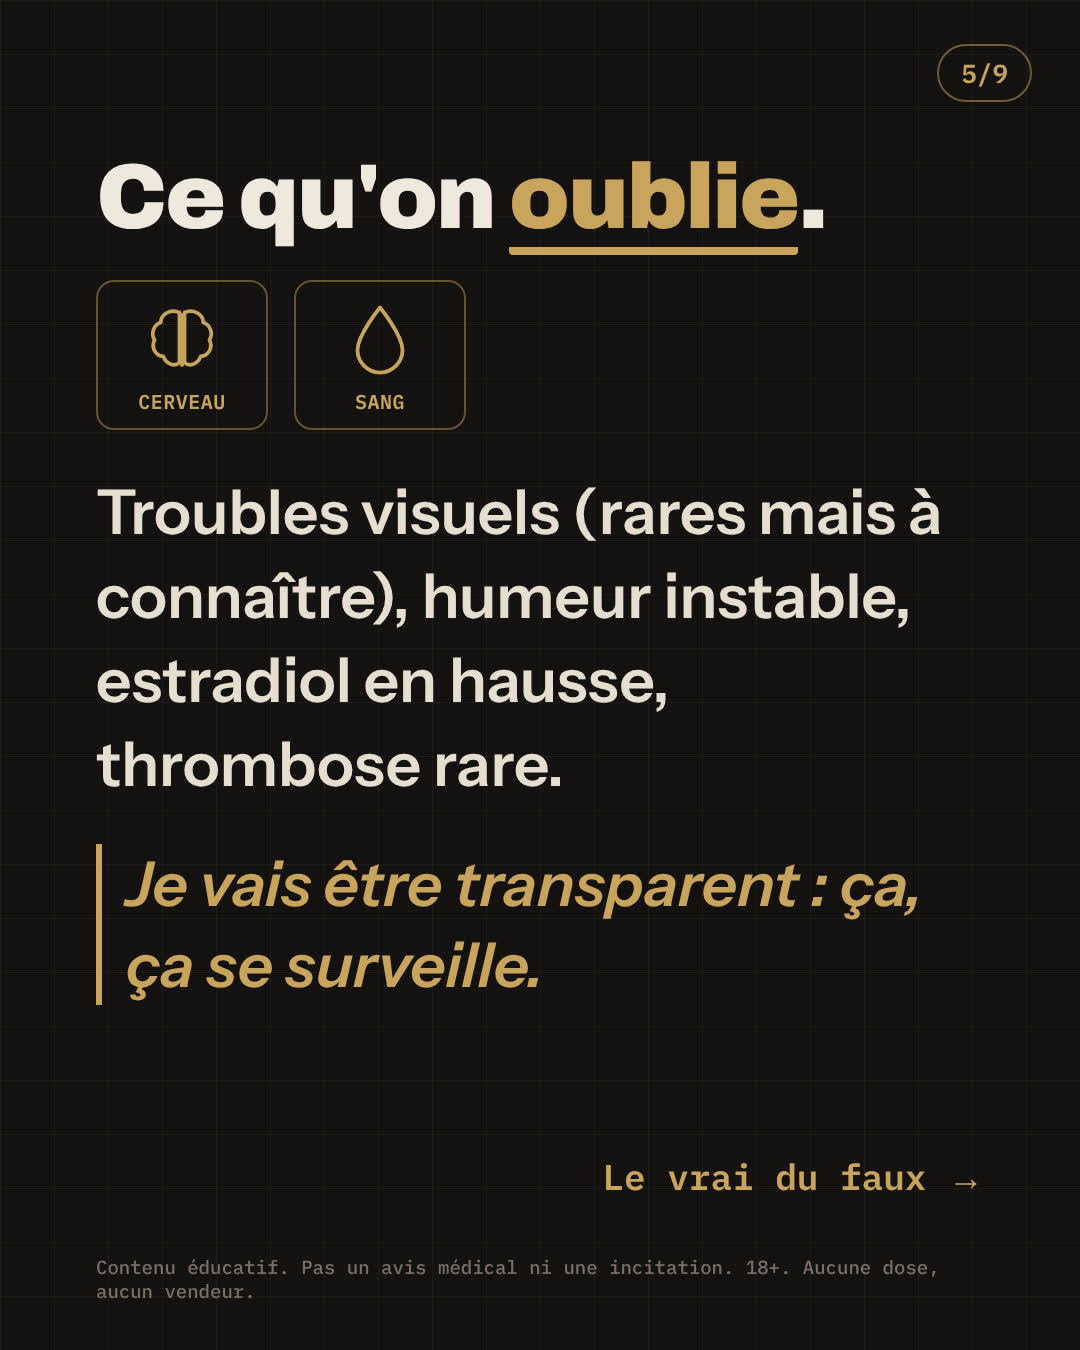 5/9
Ce qu'on oublie.
CERVEAU
SANG
Troubles visuels (rares mais à
connaître), humeur instable,
estradiol en hausse,
thrombose rare.
Je vais être transparent : ça,
ça se surveille.
Le vrai du faux →
Contenu éducatif. Pas un avis médical ni une incitation. 18+. Aucune dose,
aucun vendeur.